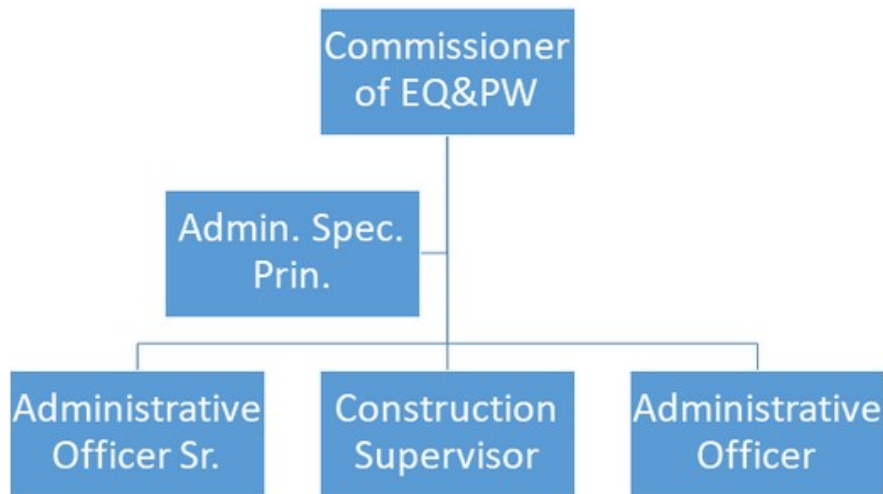 Commissioner
of EQ&PW
Admin. Spec.
Prin.
Administrative
Officer Sr.
Construction
Supervisor
Administrative
Officer